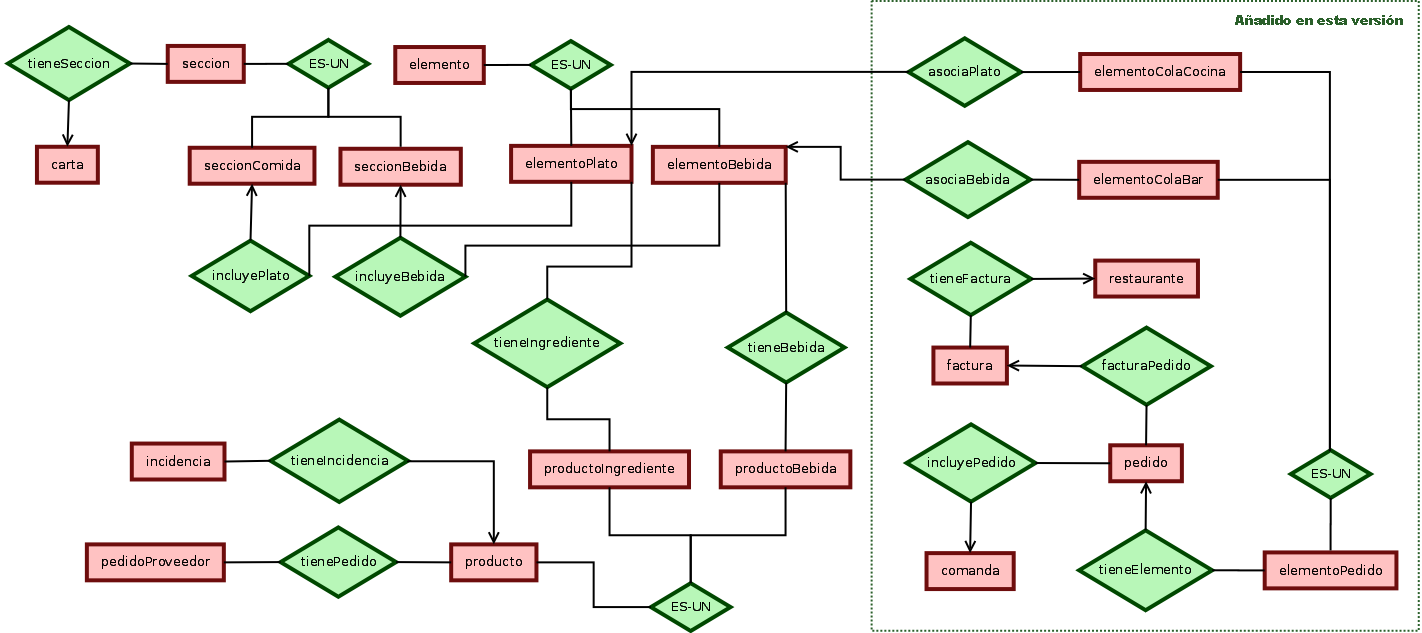 Añadido en esta versión
tieneSeccion
seccion
ES-UN
elemento
ES-UN
asociaPlato
elementoColaCocina
carta
seccionComida
seccionBebida
elementoPlato
elementoBebida
asociaBebida
elementoColaBar
incluyePlato
incluyeBebida
tieneFactura
restaurante
tieneIngrediente
tieneBebida
factura
facturaPedido
incidencia
tieneIncidencia
productoIngrediente
productoBebida
incluyePedido
pedido
ES-UN
pedidoProveedor
tienePedido
producto
ES-UN
comanda
tieneElemento
elementoPedido